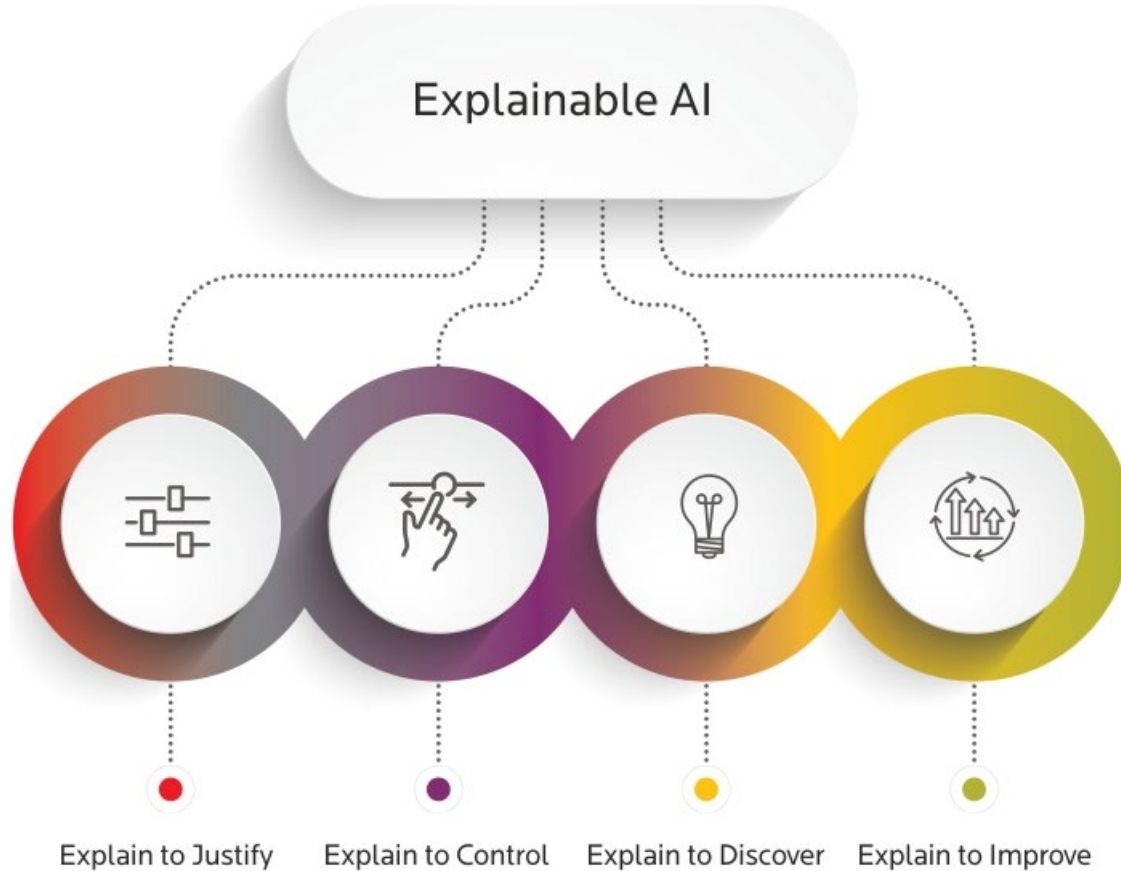 Explainable AI
Explain to Justify
Explain to Control
Explain to Discover
Explain to Improve